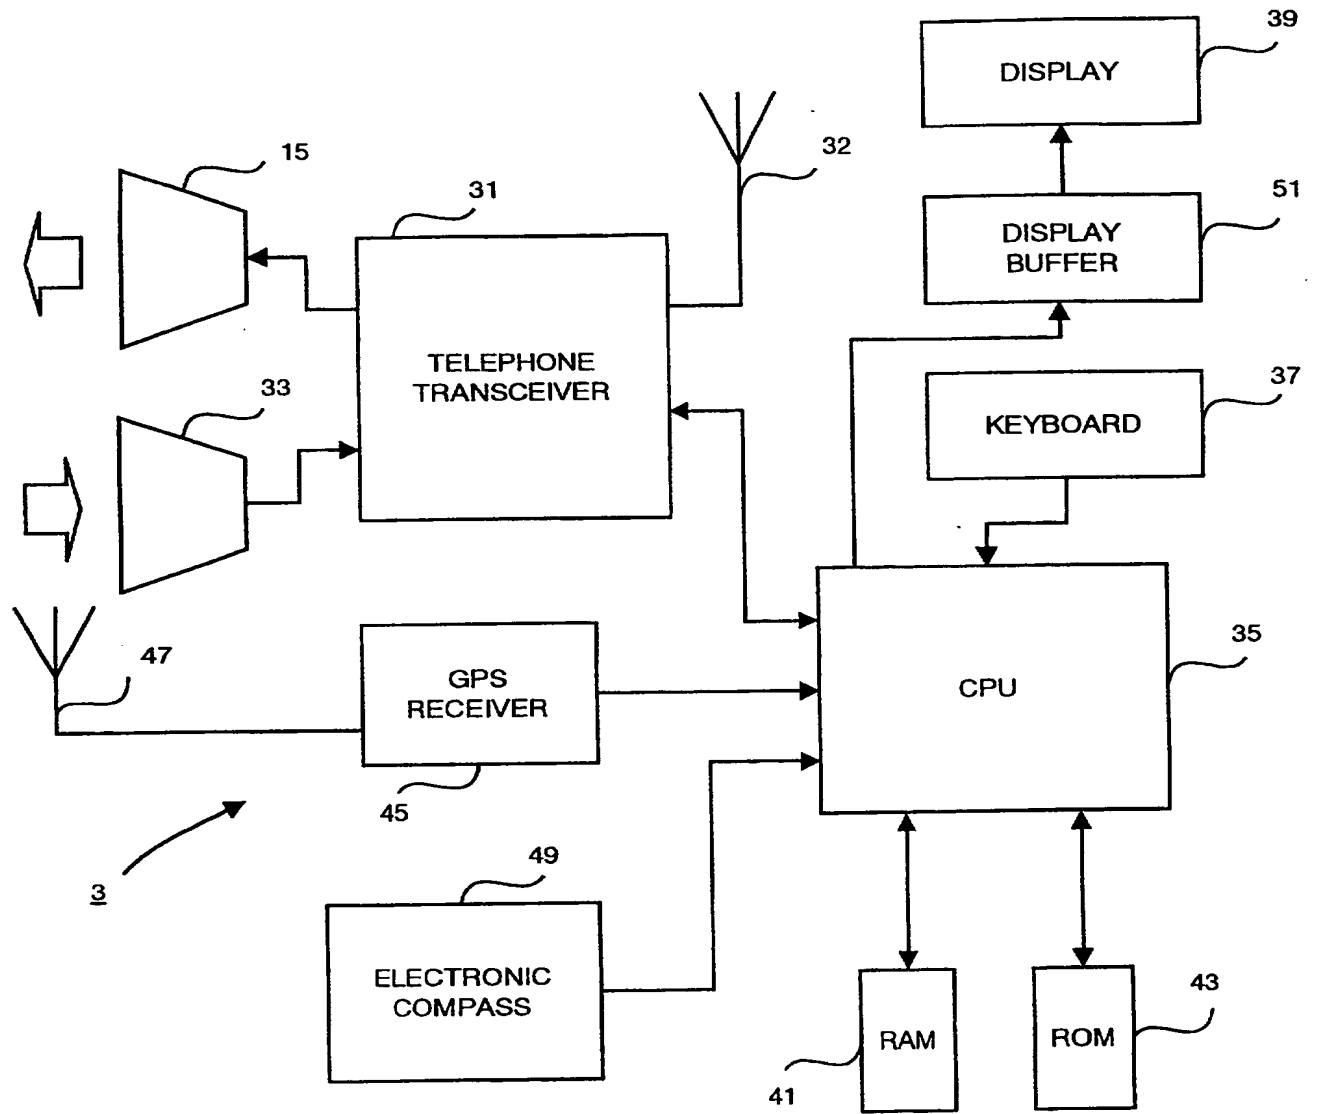 39
DISPLAY
15
32
31
51
DISPLAY
BUFFER
TELEPHONE
TRANSCEIVER
33
37
KEYBOARD
47
GPS
RECEIVER
35
CPU
45
3
49
ELECTRONIC
COMPASS
43
RAM
ROM
41